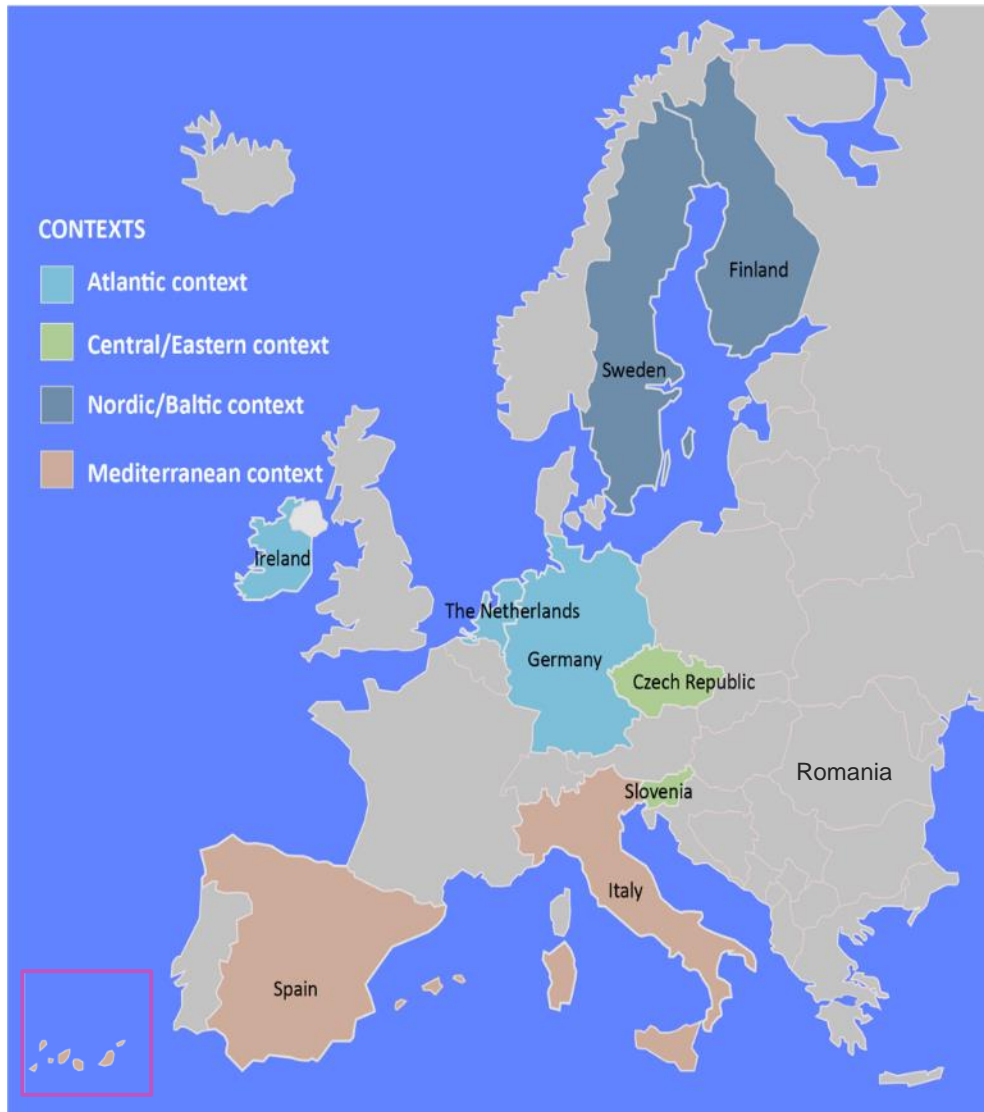 CONTEXTS
Atlantic context
Central/Eastern context
Nordic/Baltic context
Mediterranean context
Finland
Sweden
Ireland
The Netherlands
Germany
Czech Republic
Romania
Slovenia
Italy
Spain